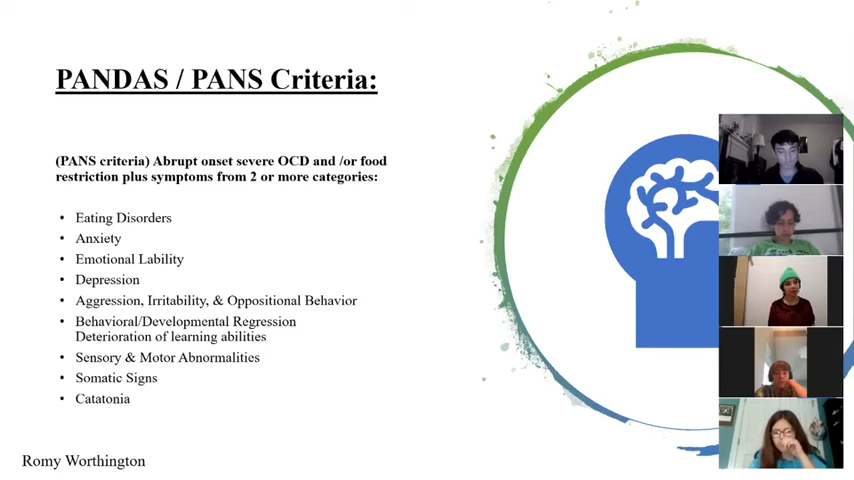 PANDAS / PANS Criteria:
(PANS criteria) Abrupt onset severe OCD and /or food
restriction plus symptoms from 2 or more categories:
• Eating Disorders
• Anxiety
• Emotional Lability
• Depression
• Aggression, Irritability, & Oppositional Behavior
• Behavioral/Developmental Regression
Deterioration of learning abilities
• Sensory & Motor Abnormalities
• Somatic Signs
• Catatonia
Romy Worthington